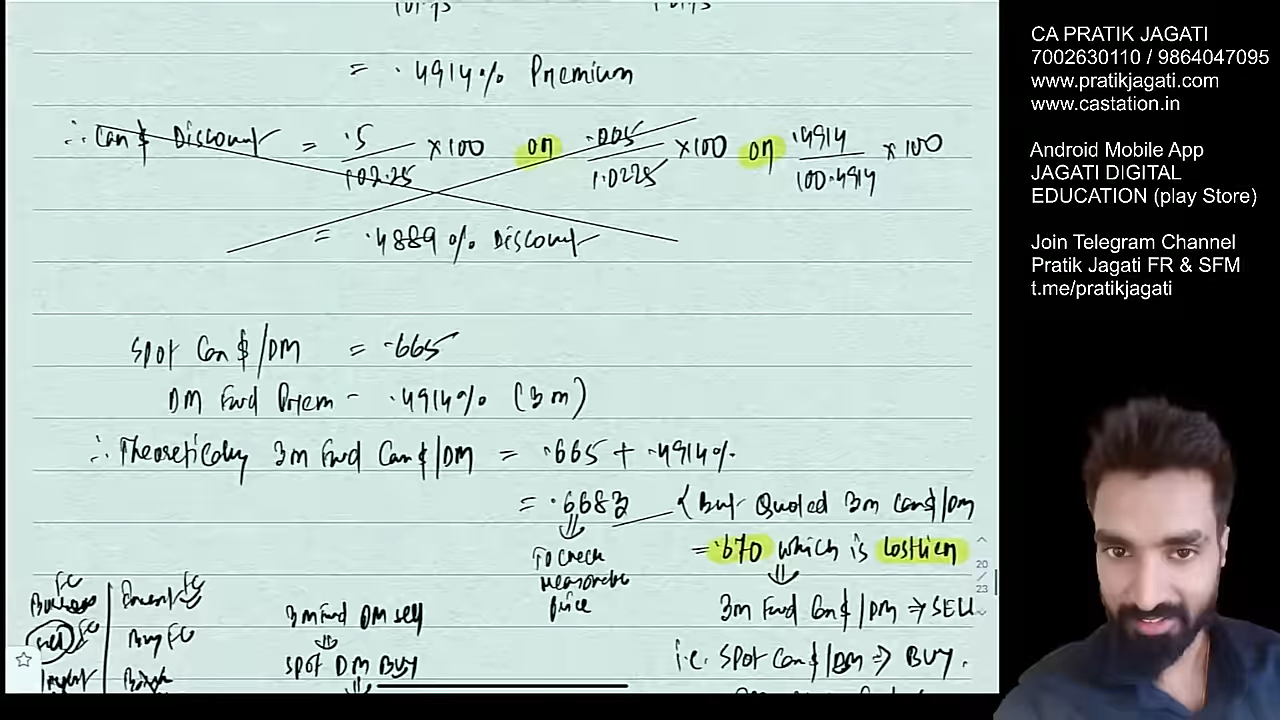 = .4914% Premium
∴ Can $ Discount = .5/102.25 ×100 or .005/1.0225 ×100 or .4914/100.4914 ×100
= .4889% Discount
Spot Can $/DM = .665
DM Fwd Prem - .4914% (3m)
∴ Theoretically 3m Fwd Can $/DM = .665 + .4914%
= .6683 { But Quoted 3m Can $/DM
= .670 which is Costlier
To check
reasonable
price
3m Fwd Can $/DM ⇒ SELL
i.e. Spot Can $/DM ⇒ BUY.
3m Fwd DM sell
⇓
Spot DM Buy
FC
FC
Buy FC
20
/
23
CA PRATIK JAGATI
7002630110 / 9864047095
www.pratikjagati.com
www.castation.in
Android Mobile App
JAGATI DIGITAL
EDUCATION (play Store)
Join Telegram Channel
Pratik Jagati FR & SFM
t.me/pratikjagati